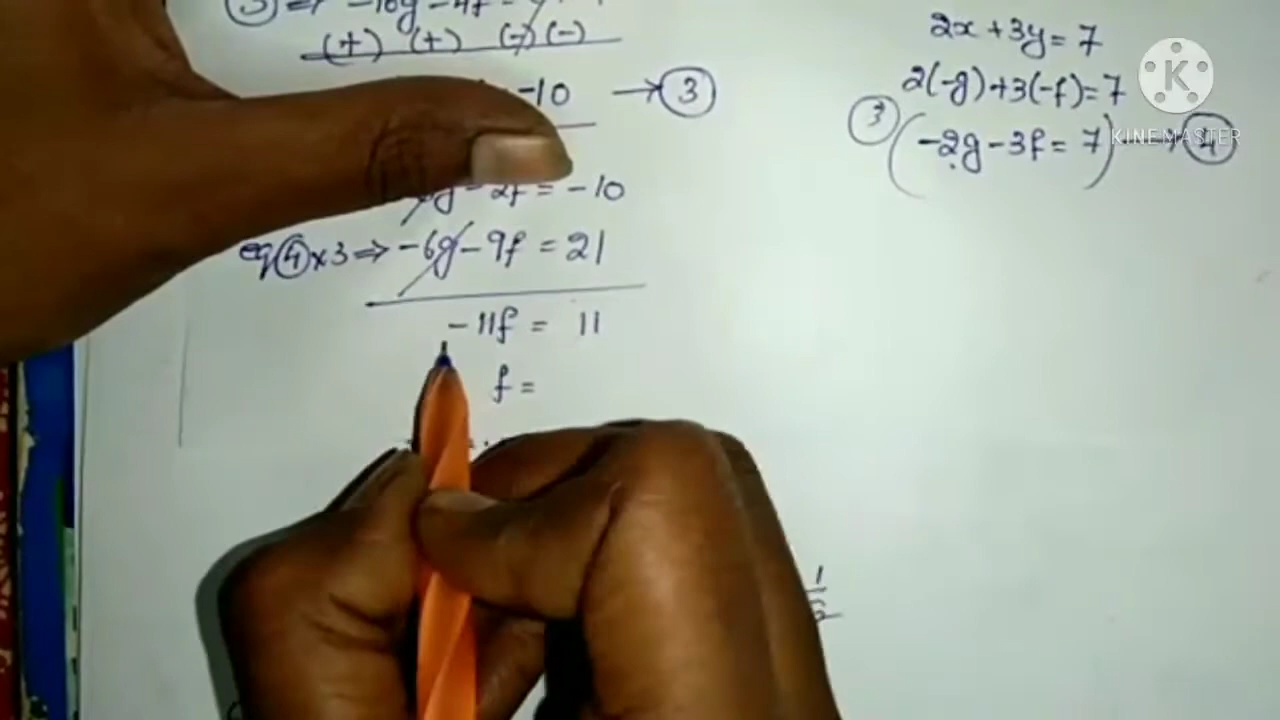 (+) (+) (-) (-)
-10 → ③
g - 2f = -10
eq ④ x 3 ⇒ -6g - 9f = 21
-11f = 11
f =
2x + 3y = 7
2(-g) + 3(-f) = 7
③ ( -2g - 3f = 7 ) → ④
K
KINEMASTER